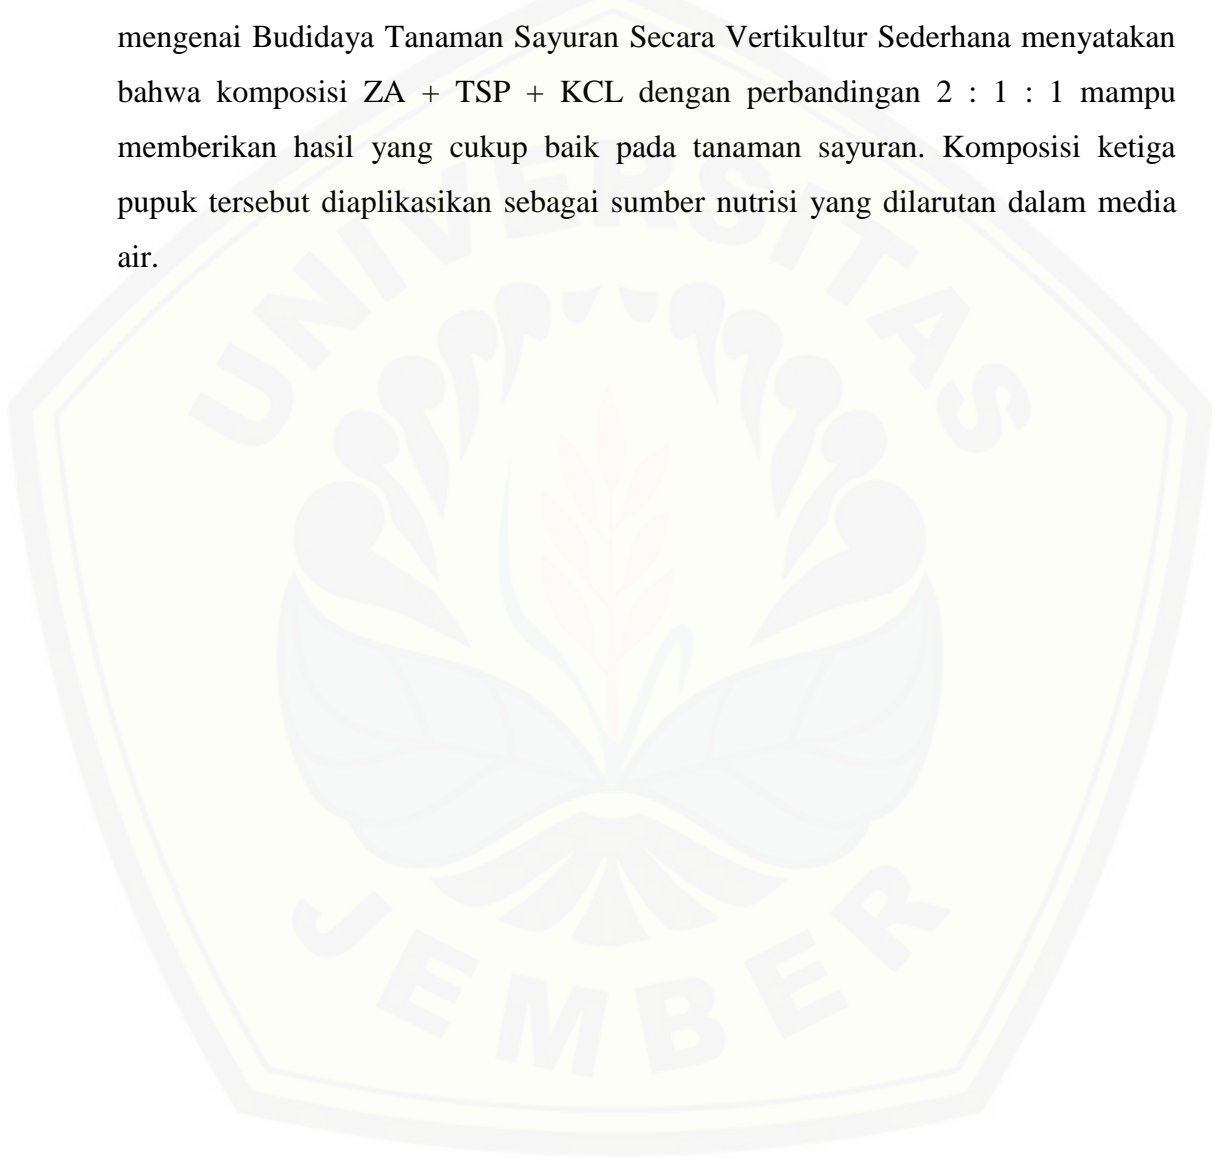 mengenai Budidaya Tanaman Sayuran Secara Vertikultur Sederhana menyatakan
bahwa komposisi ZA + TSP + KCL dengan perbandingan 2 : 1 : 1 mampu
memberikan hasil yang cukup baik pada tanaman sayuran. Komposisi ketiga
pupuk tersebut diaplikasikan sebagai sumber nutrisi yang dilarutan dalam media
air.
UNIVERSITAS
JEMBER